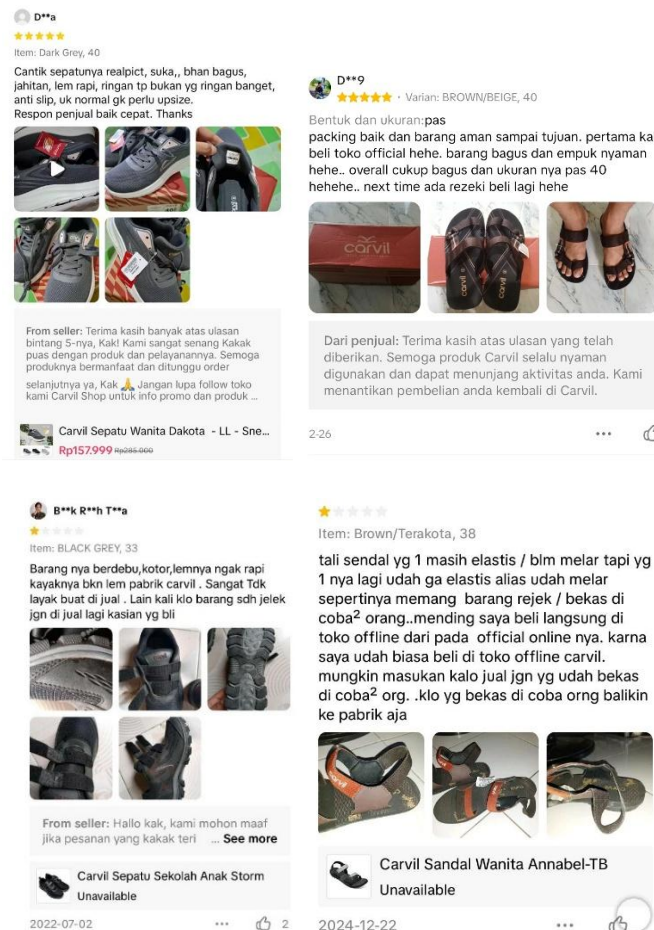 D**a
Item: Dark Grey, 40
Cantik sepatunya realpict, suka,, bhan bagus,
jahitan, lem rapi, ringan tp bukan yg ringan banget,
anti slip, uk normal gk perlu upsize.
Respon penjual baik cepat. Thanks
From seller: Terima kasih banyak atas ulasan
bintang 5-nya, Kak! Kami sangat senang Kakak
puas dengan produk dan pelayanannya. Semoga
produknya bermanfaat dan ditunggu order
selanjutnya ya, Kak 🙏 Jangan lupa follow toko
kami Carvil Shop untuk info promo dan produk ...
Carvil Sepatu Wanita Dakota - LL - Sne...
Rp157.999 Rp285.000
D**9
· Varian: BROWN/BEIGE, 40
Bentuk dan ukuran:pas
packing baik dan barang aman sampai tujuan. pertama ka
beli toko official hehe. barang bagus dan empuk nyaman
hehe.. overall cukup bagus dan ukuran nya pas 40
hehehe.. next time ada rezeki beli lagi hehe
carvil
carvil
Dari penjual: Terima kasih atas ulasan yang telah
diberikan. Semoga produk Carvil selalu nyaman
digunakan dan dapat menunjang aktivitas anda. Kami
menantikan pembelian anda kembali di Carvil.
2-26
B**k R**h T**a
Item: BLACK GREY, 33
Barang nya berdebu,kotor,lemnya ngak rapi
kayaknya bkn lem pabrik carvil . Sangat Tdk
layak buat di jual . Lain kali klo barang sdh jelek
jgn di jual lagi kasian yg bli
From seller: Hallo kak, kami mohon maaf
jika pesanan yang kakak teri ... See more
Carvil Sepatu Sekolah Anak Storm
Unavailable
2022-07-02
2
Item: Brown/Terakota, 38
tali sendal yg 1 masih elastis / blm melar tapi yg
1 nya lagi udah ga elastis alias udah melar
sepertinya memang barang rejek / bekas di
coba² orang..mending saya beli langsung di
toko offline dari pada official online nya. karna
saya udah biasa beli di toko offline carvil.
mungkin masukan kalo jual jgn yg udah bekas
di coba² org. .klo yg bekas di coba orng balikin
ke pabrik aja
carvil
Carvil Sandal Wanita Annabel-TB
Unavailable
2024-12-22